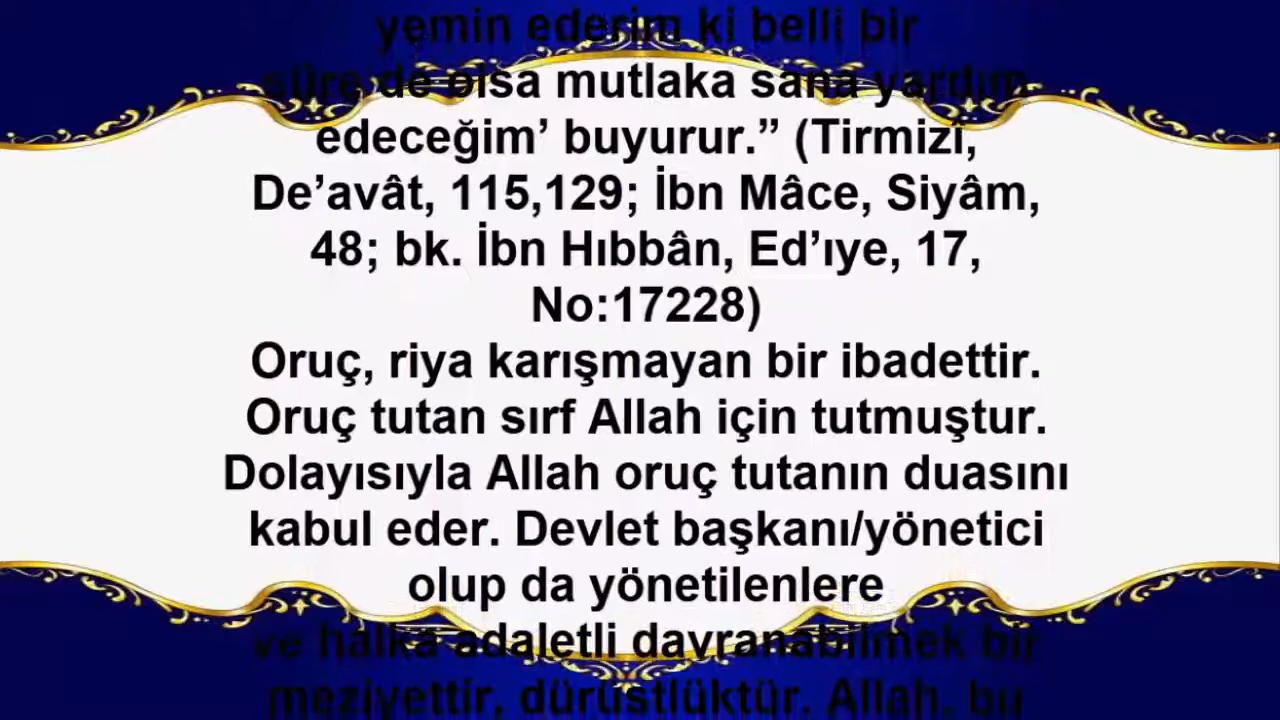 yemin ederim ki belli bir
süre de olsa mutlaka sana yardım
edeceğim’ buyurur.” (Tirmizî,
De’avât, 115,129; İbn Mâce, Siyâm,
48; bk. İbn Hıbbân, Ed’ıye, 17,
No:17228)
Oruç, riya karışmayan bir ibadettir.
Oruç tutan sırf Allah için tutmuştur.
Dolayısıyla Allah oruç tutanın duasını
kabul eder. Devlet başkanı/yönetici
olup da yönetilenlere
ve halka adaletli davranabilmek bir
meziyettir, dürüstlüktür. Allah, bu